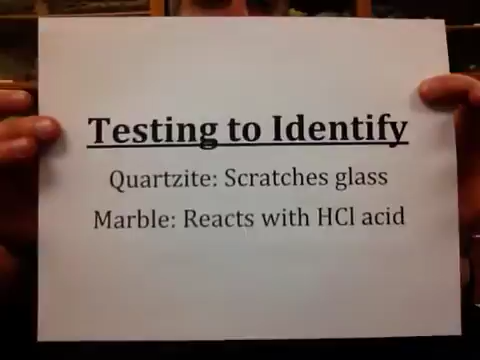 Testing to Identify
Quartzite: Scratches glass
Marble: Reacts with HCl acid